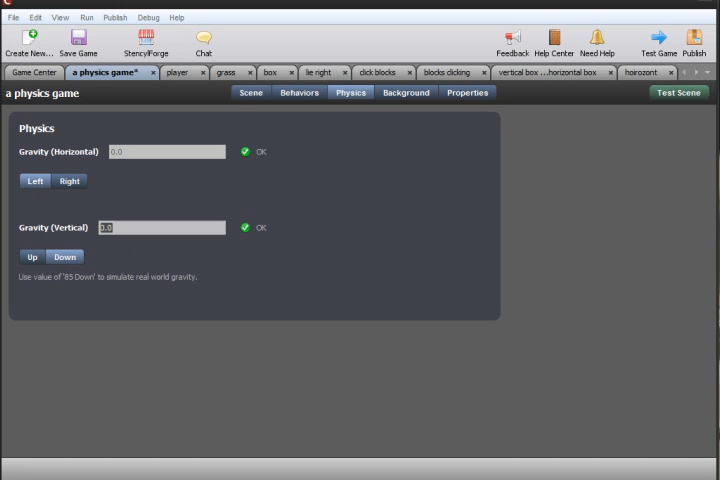 File Edit View Run Publish Debug Help
Create New... Save Game StencylForge Chat Feedback Help Center Need Help Test Game Publish
Game Center a physics game* × player × grass × box × lie right × click blocks × blocks clicking × vertical box ...horizontal box × hoirozont ×
a physics game Scene Behaviors Physics Background Properties Test Scene
Physics
Gravity (Horizontal) 0.0 OK
Left Right
Gravity (Vertical) 0.0 OK
Up Down
Use value of '85 Down' to simulate real world gravity.